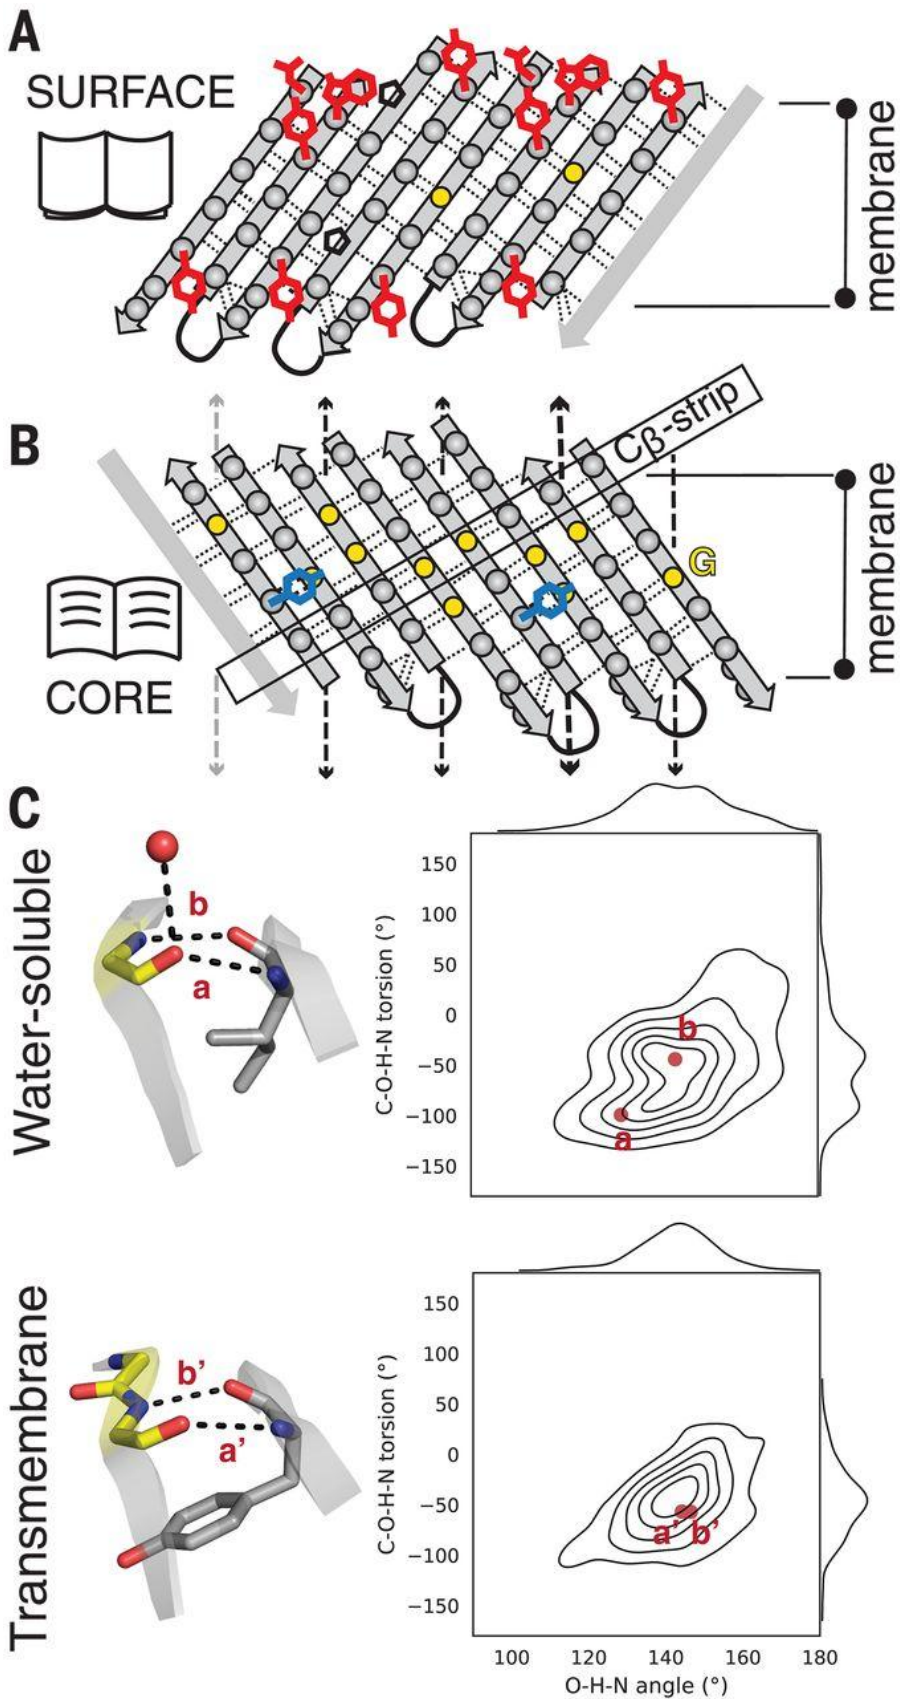 A
SURFACE
membrane
B
Cβ-strip
G
membrane
CORE
C
Water-soluble
b
a
150
100
50
0
−50
−100
−150
C-O-H-N torsion (°)
b
a
Transmembrane
b’
a’
150
100
50
0
−50
−100
−150
C-O-H-N torsion (°)
a’ b’
100 120 140 160 180
O-H-N angle (°)